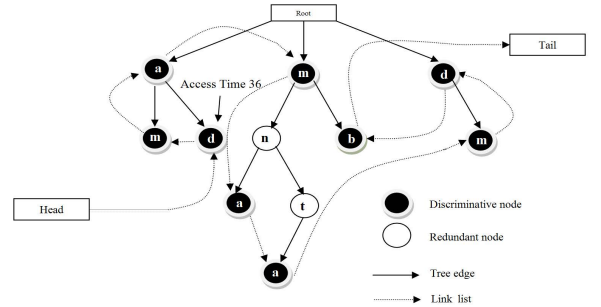 Root
Tail
a
m
d
Access Time 36
m
d
n
b
m
Head
a
t
Discriminative node
Redundant node
a
Tree edge
Link list